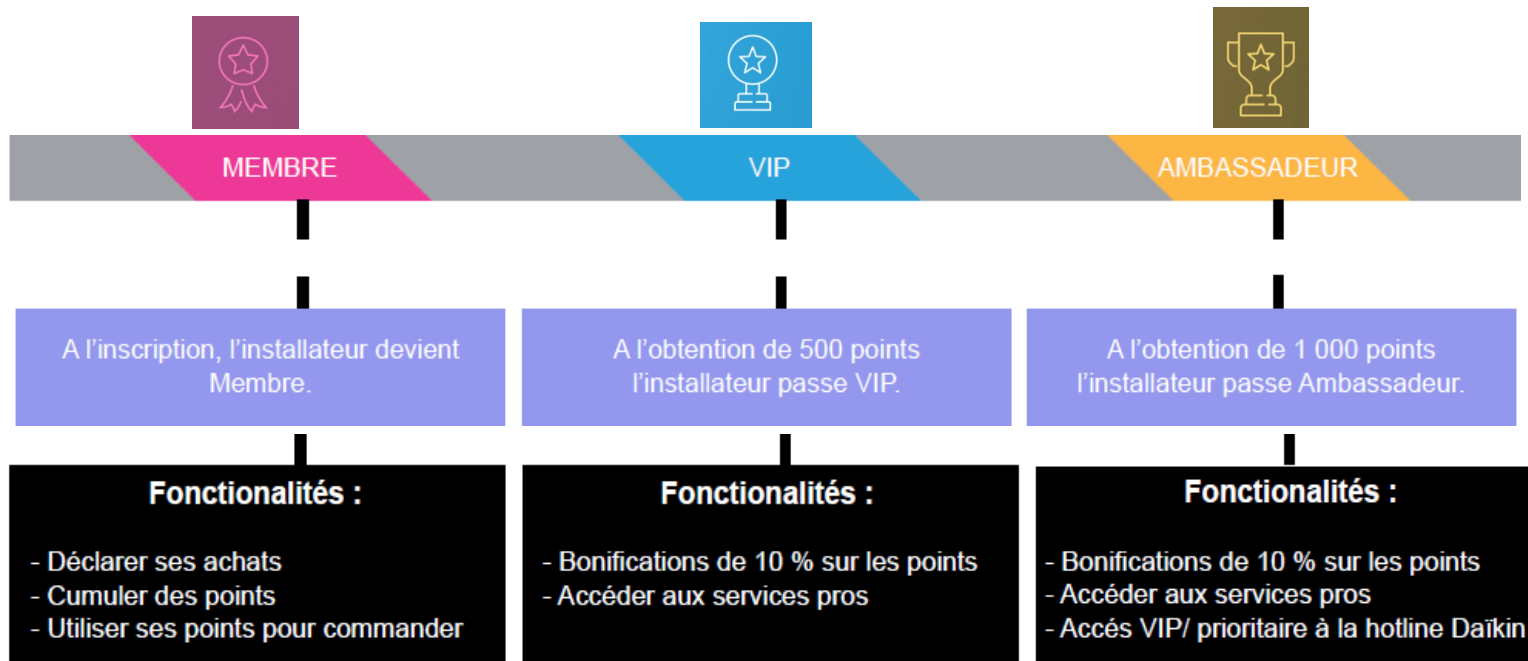 MEMBRE
VIP
AMBASSADEUR
A l’inscription, l’installateur devient
Membre.
A l’obtention de 500 points
l’installateur passe VIP.
A l’obtention de 1 000 points
l’installateur passe Ambassadeur.
Fonctionalités :
- Déclarer ses achats
- Cumuler des points
- Utiliser ses points pour commander
Fonctionalités :
- Bonifications de 10 % sur les points
- Accéder aux services pros
Fonctionalités :
- Bonifications de 10 % sur les points
- Accéder aux services pros
- Accés VIP/ prioritaire à la hotline Daïkin